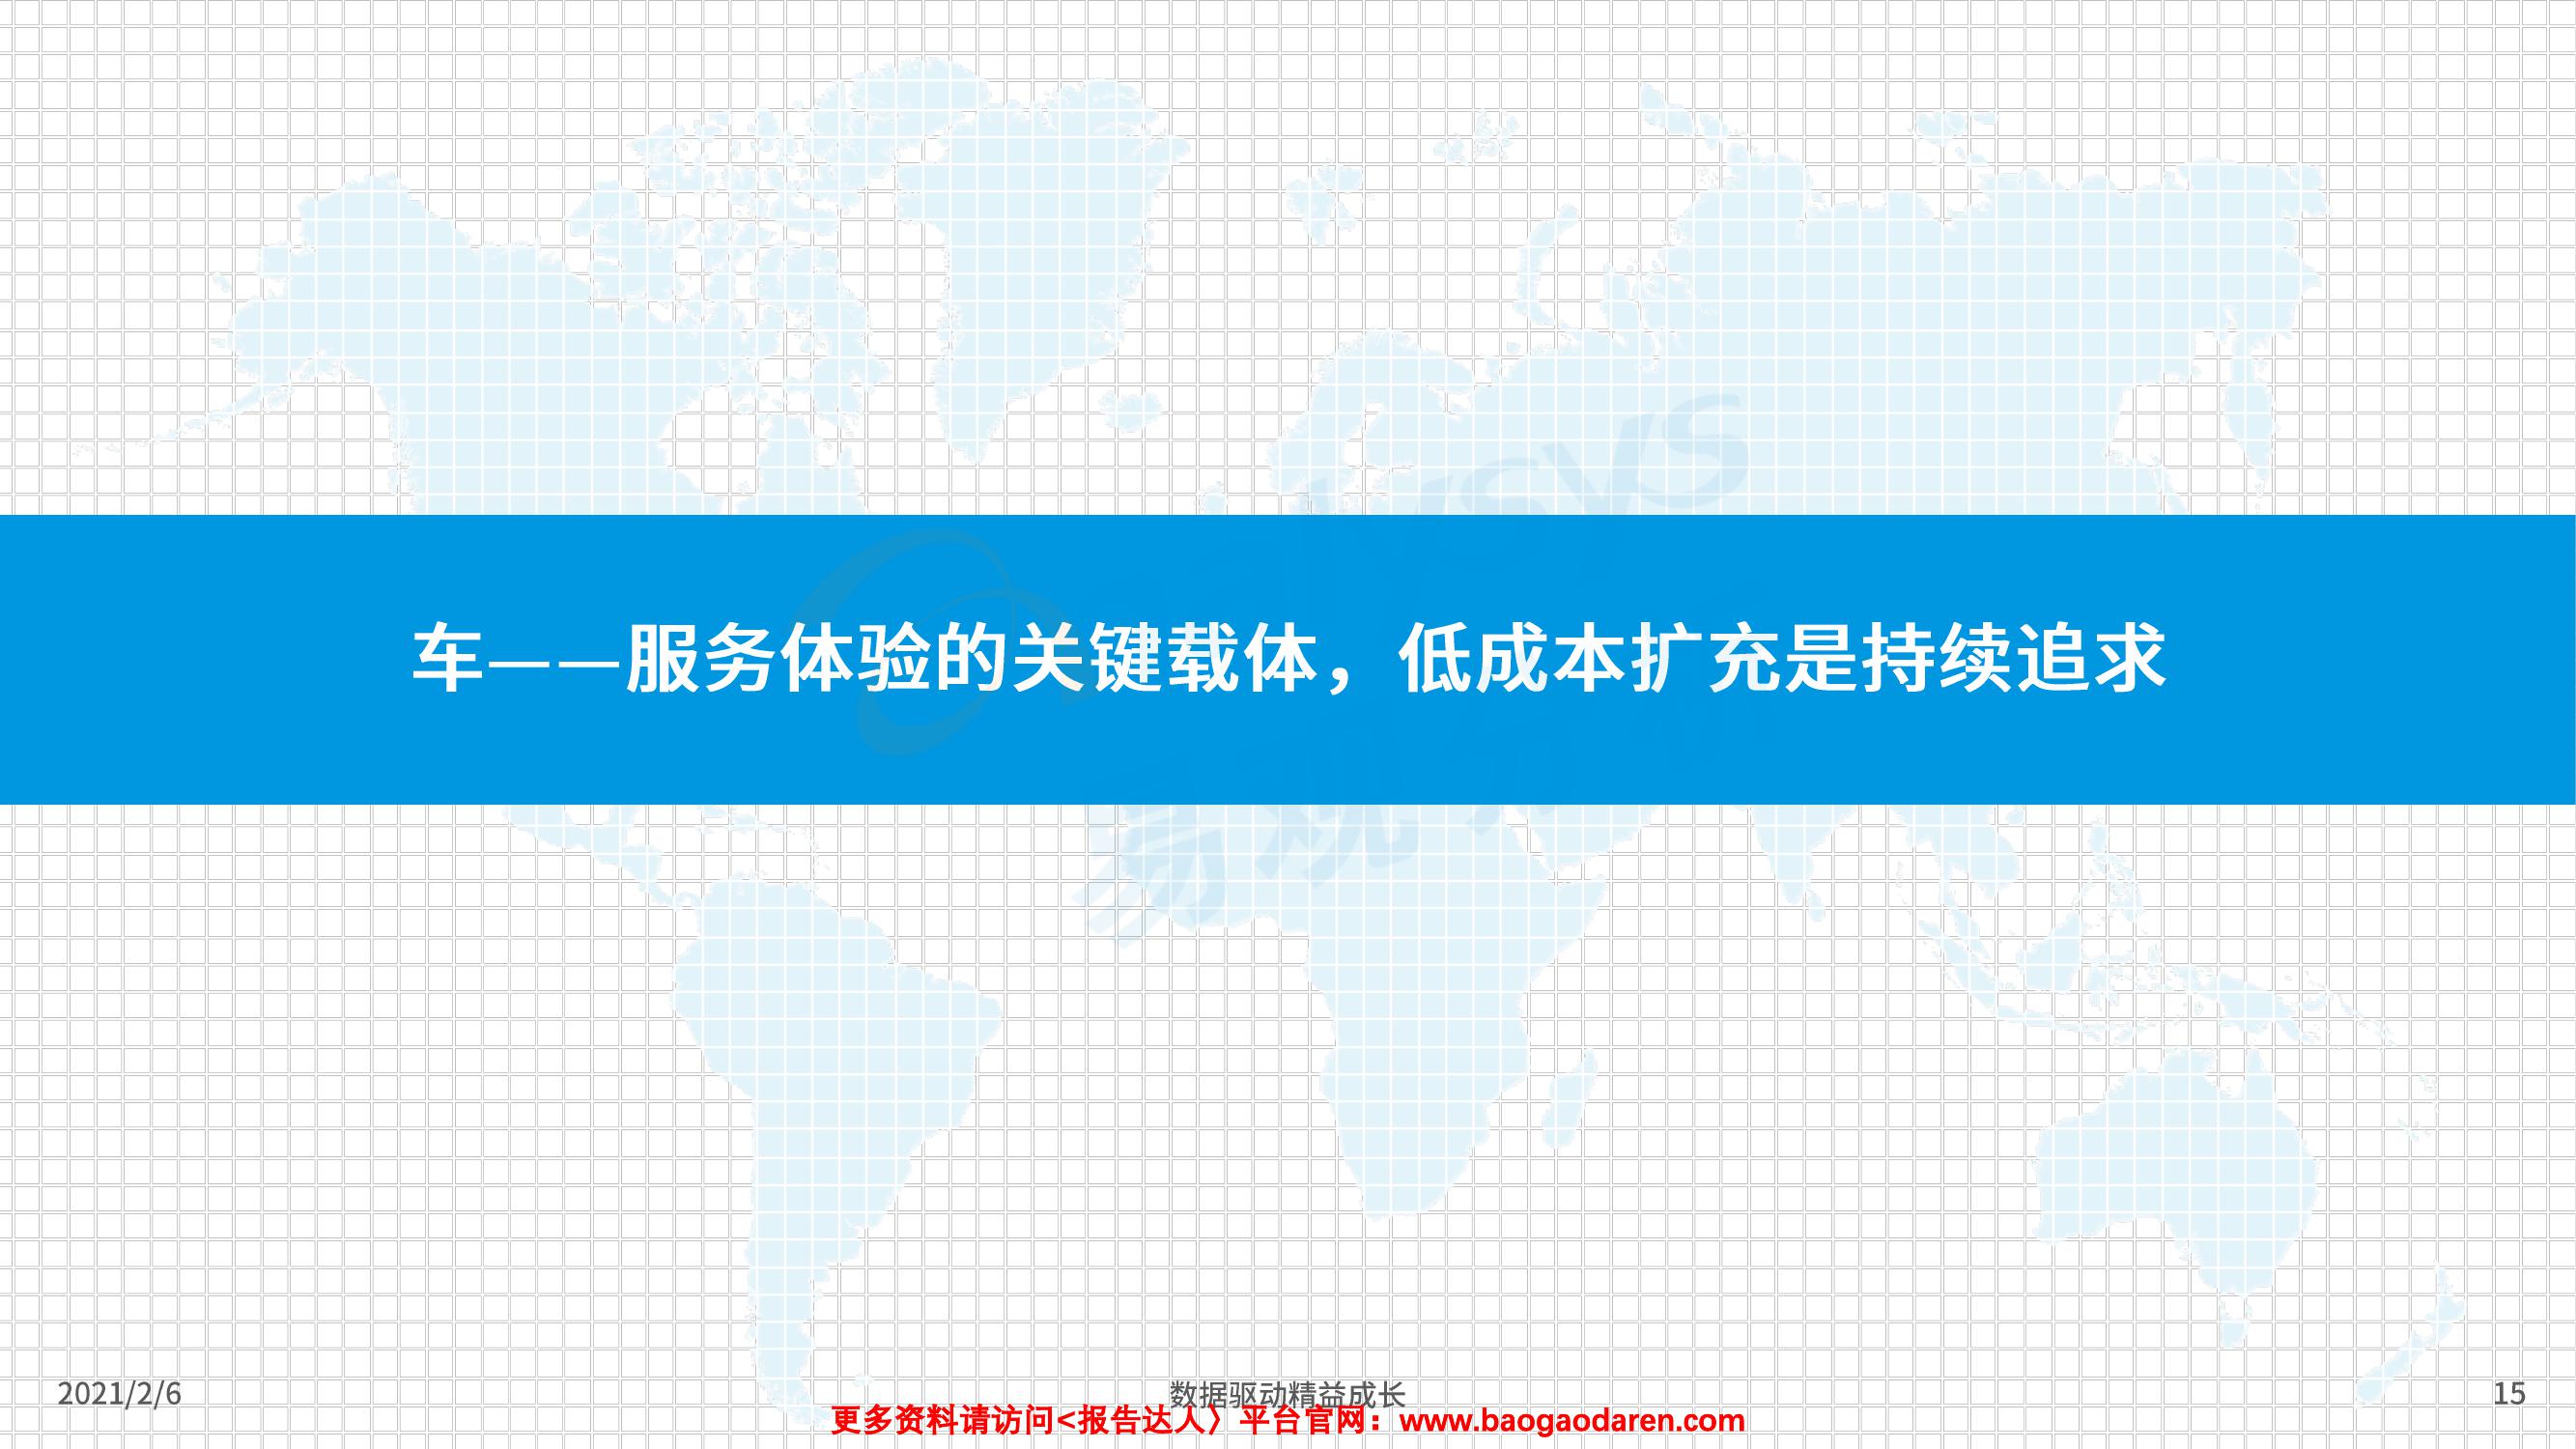 车——服务体验的关键载体，低成本扩充是持续追求
易观
2021/2/6
数据驱动精益成长
15
更多资料请访问<报告达人〉平台官网：www.baogaodaren.com